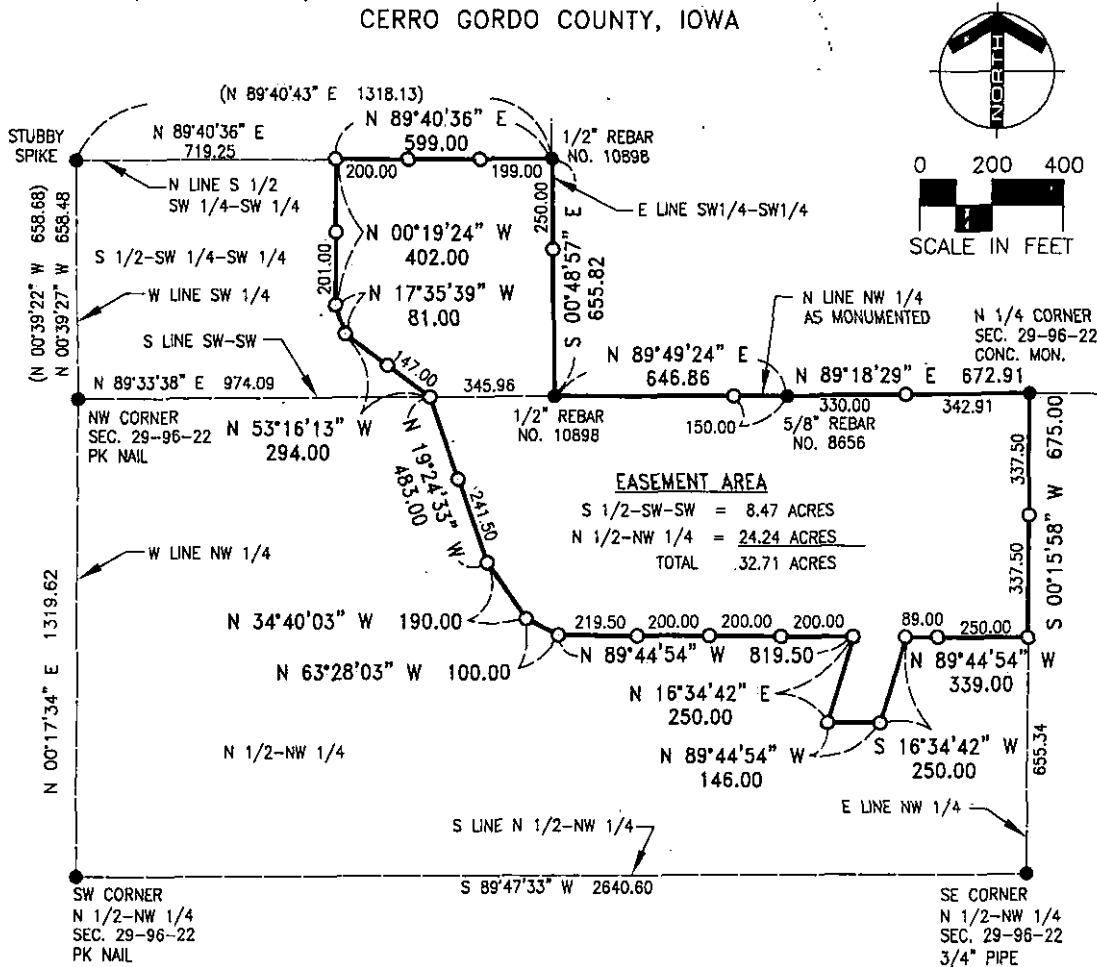 CERRO GORDO COUNTY, IOWA
NORTH
(N 89°40'43" E 1318.13)
N 89°40'36" E
599.00
STUBBY
SPIKE
N 89°40'36" E
719.25
1/2" REBAR
NO. 10898
0 200 400
SCALE IN FEET
200.00
199.00
N LINE S 1/2
SW 1/4-SW 1/4
250.00
E LINE SW1/4-SW1/4
(N 00°39'22" W 658.68)
N 00°39'27" W 658.48
S 1/2-SW 1/4-SW 1/4
N 00°19'24" W
402.00
201.00
S 00°48'57" E
655.82
W LINE SW 1/4
N 17°35'39" W
81.00
N LINE NW 1/4
AS MONUMENTED
N 1/4 CORNER
SEC. 29-96-22
CONC. MON.
S LINE SW-SW
147.00
N 89°33'38" E 974.09
345.96
N 89°49'24" E
646.86
N 89°18'29" E 672.91
330.00
342.91
NW CORNER
SEC. 29-96-22
PK NAIL
N 53°16'13" W
294.00
1/2" REBAR
NO. 10898
150.00
5/8" REBAR
NO. 8656
N 19°24'33" W
483.00
241.50
EASEMENT AREA
S 1/2-SW-SW = 8.47 ACRES
N 1/2-NW 1/4 = 24.24 ACRES
TOTAL 32.71 ACRES
337.50
337.50
S 00°15'58" W 675.00
W LINE NW 1/4
N 00°17'34" E 1319.62
N 34°40'03" W 190.00
219.50
200.00
200.00
200.00
89.00
250.00
N 63°28'03" W 100.00
N 89°44'54" W 819.50
N 89°44'54" W
339.00
N 16°34'42" E
250.00
N 89°44'54" W
146.00
S 16°34'42" W
250.00
655.34
N 1/2-NW 1/4
E LINE NW 1/4
S LINE N 1/2-NW 1/4
S 89°47'33" W 2640.60
SW CORNER
N 1/2-NW 1/4
SEC. 29-96-22
PK NAIL
SE CORNER
N 1/2-NW 1/4
SEC. 29-96-22
3/4" PIPE